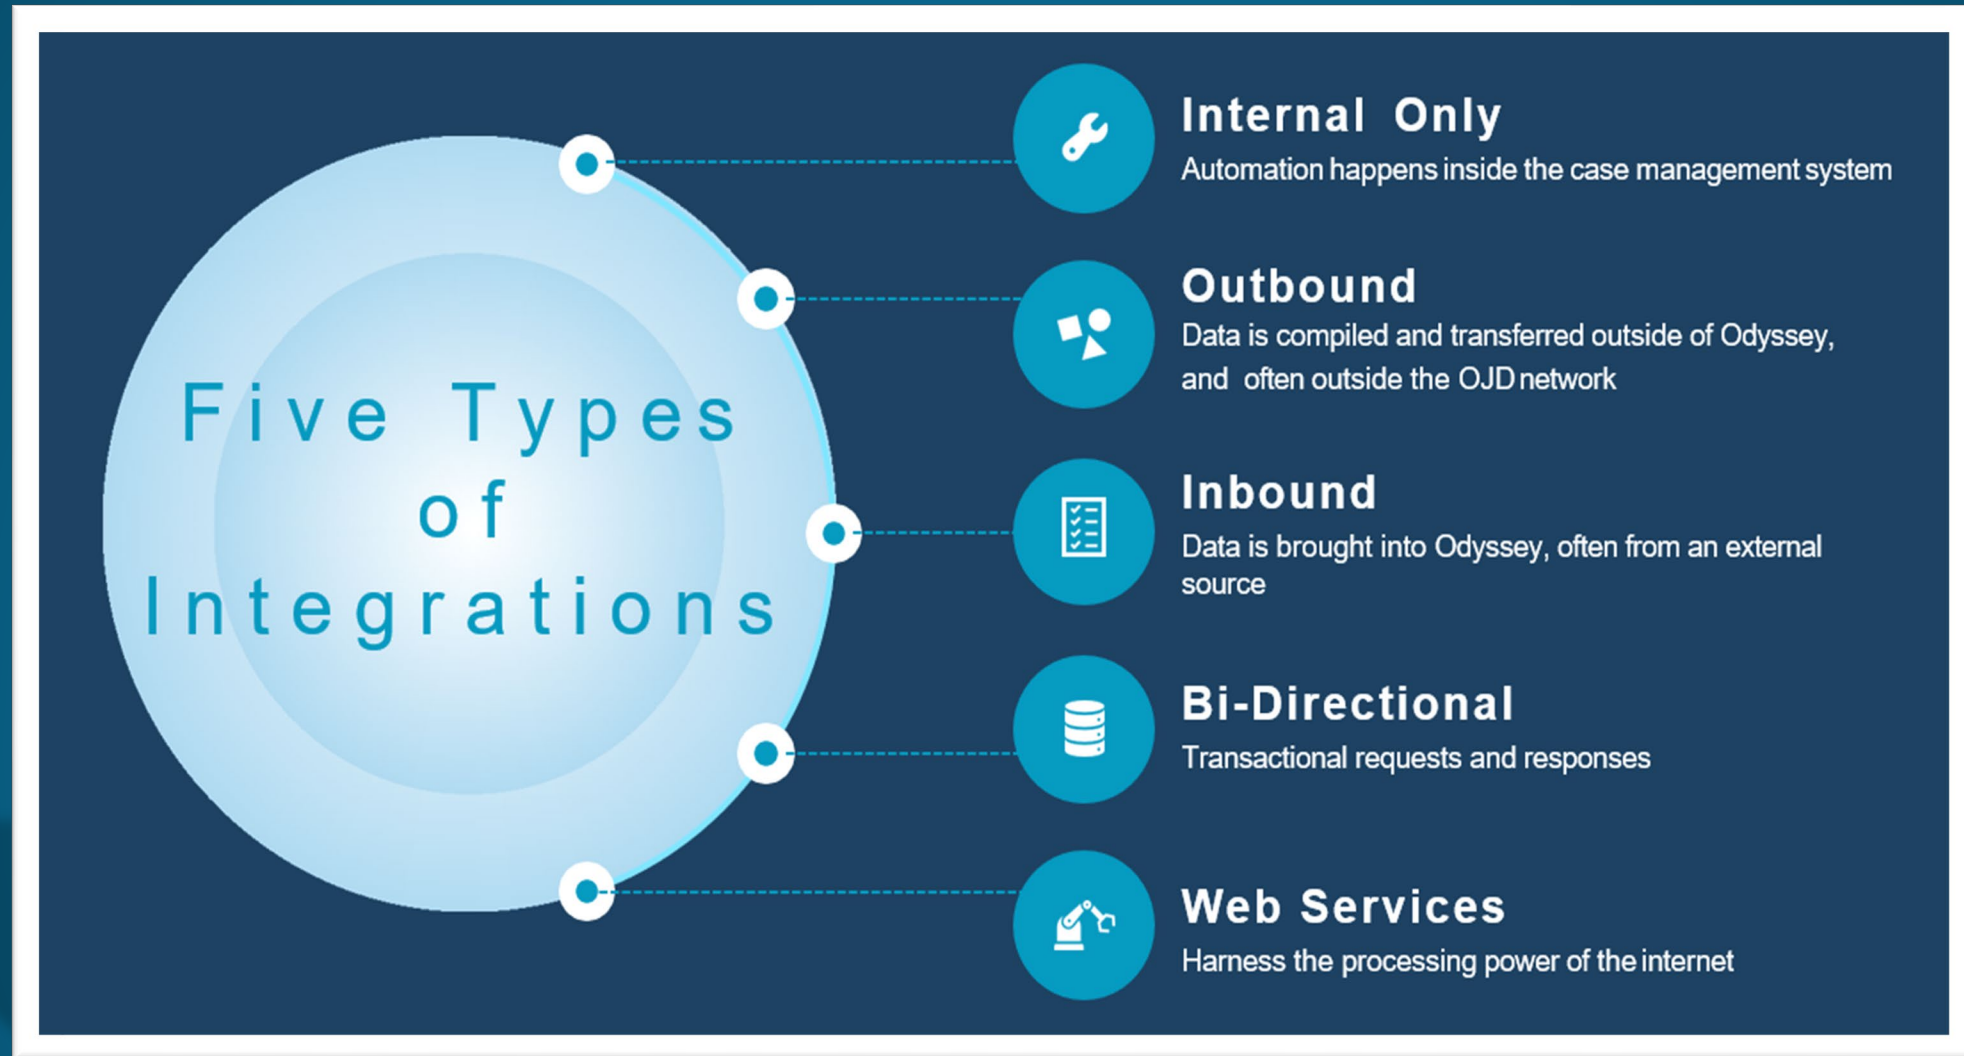 Five Types
of
Integrations
Internal Only
Automation happens inside the case management system
Outbound
Data is compiled and transferred outside of Odyssey,
and often outside the OJD network
Inbound
Data is brought into Odyssey, often from an external
source
Bi-Directional
Transactional requests and responses
Web Services
Harness the processing power of the internet